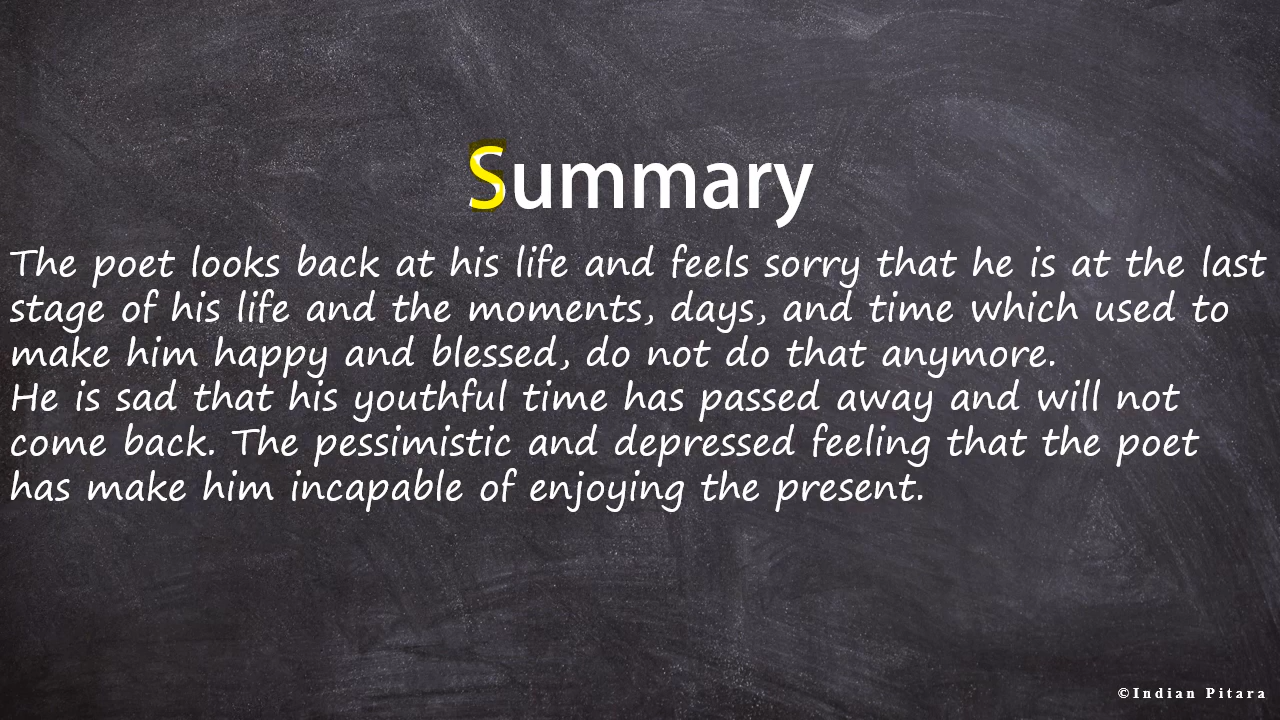 Summary
The poet looks back at his life and feels sorry that he is at the last
stage of his life and the moments, days, and time which used to
make him happy and blessed, do not do that anymore.
He is sad that his youthful time has passed away and will not
come back. The pessimistic and depressed feeling that the poet
has make him incapable of enjoying the present.
©Indian Pitara